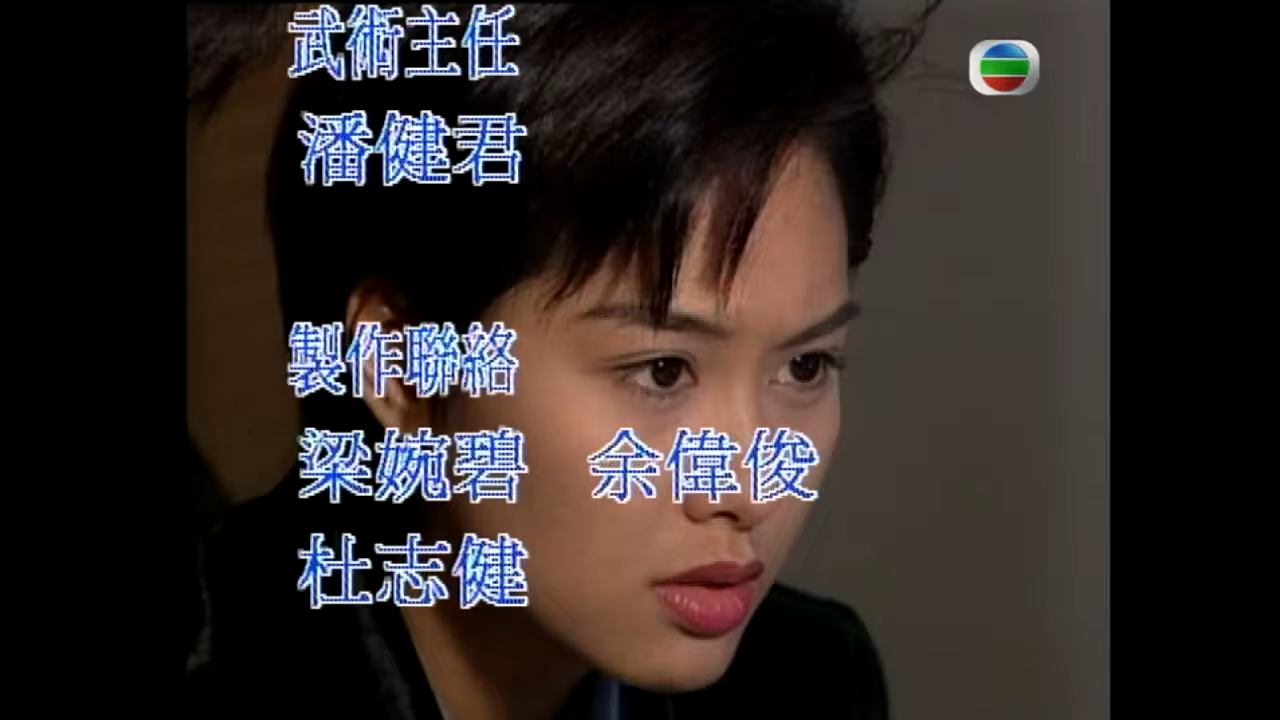 武術主任
潘健君
製作聯絡
梁婉碧 余偉俊
杜志健